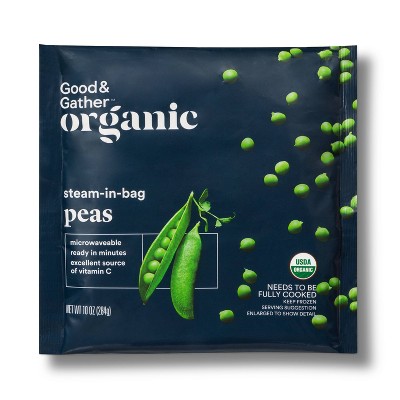 Good &
Gather™
organic
steam-in-bag
peas
microwaveable
ready in minutes
excellent source
of vitamin C
NET WT 10 OZ (284g)
USDA
ORGANIC
NEEDS TO BE
FULLY COOKED
KEEP FROZEN
SERVING SUGGESTION
ENLARGED TO SHOW DETAIL